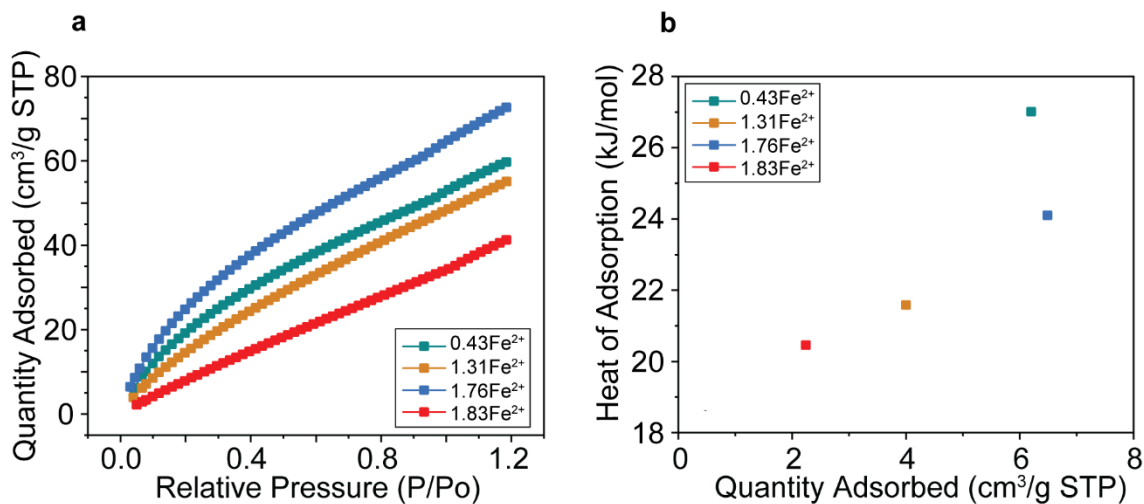 a
Quantity Adsorbed (cm³/g STP)
80
60
40
20
0
0.0
0.4
0.8
1.2
Relative Pressure (P/Po)
0.43Fe²⁺
1.31Fe²⁺
1.76Fe²⁺
1.83Fe²⁺
b
Heat of Adsorption (kJ/mol)
28
26
24
22
20
18
0
2
4
6
8
Quantity Adsorbed (cm³/g STP)
0.43Fe²⁺
1.31Fe²⁺
1.76Fe²⁺
1.83Fe²⁺